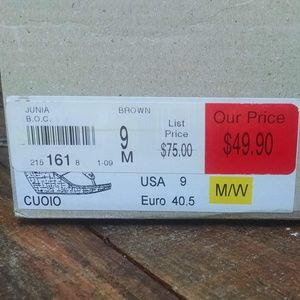 JUNIA BROWN
B.O.C.
9
M
216 161 8 1-09
List
Price
$75.00
Our Price
$49.90
USA 9
M/W
CUOIO Euro 40.5